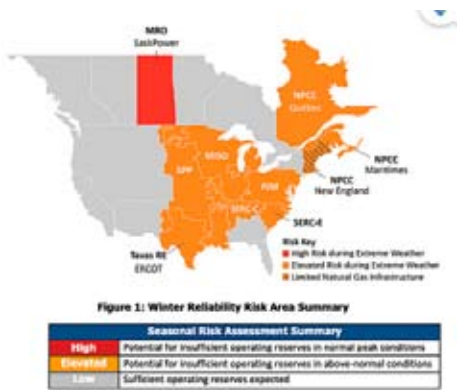 MRO
SaskPower
NPCC
Québec
MISO
SPP
PJM
SERC-C
NPCC
Maritimes
NPCC
New England
SERC-E
Texas RE
ERCOT
Risk Key
High Risk during Extreme Weather
Elevated Risk during Extreme Weather
Limited Natural Gas Infrastructure
Figure 1: Winter Reliability Risk Area Summary
Seasonal Risk Assessment Summary
High Potential for insufficient operating reserves in normal peak conditions
Elevated Potential for insufficient operating reserves in above-normal conditions
Low Sufficient operating reserves expected